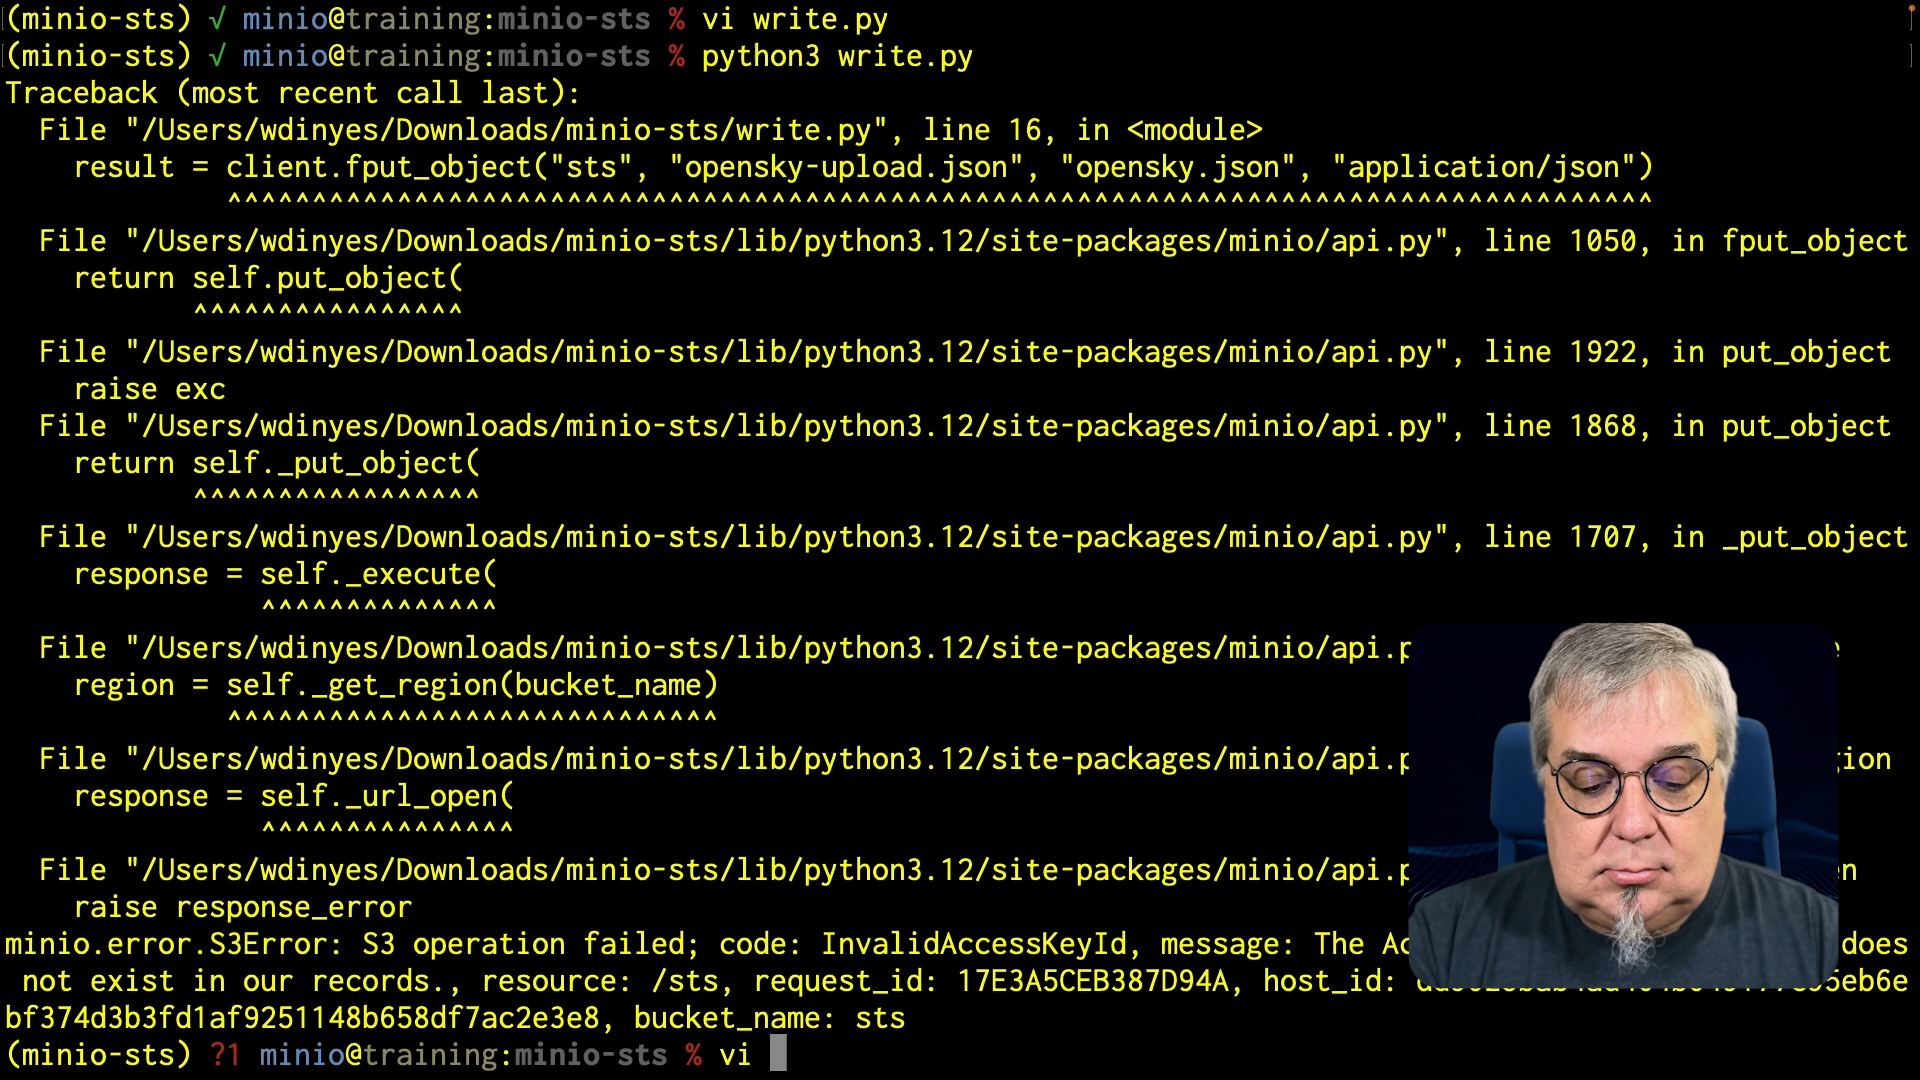 (minio-sts) √ minio@training:minio-sts % vi write.py
(minio-sts) √ minio@training:minio-sts % python3 write.py
Traceback (most recent call last):
File "/Users/wdinyes/Downloads/minio-sts/write.py", line 16, in <module>
result = client.fput_object("sts", "opensky-upload.json", "opensky.json", "application/json")
^^^^^^^^^^^^^^^^^^^^^^^^^^^^^^^^^^^^^^^^^^^^^^^^^^^^^^^^^^^^^^^^^^^^^^^^^^^^^^^^^^^^
File "/Users/wdinyes/Downloads/minio-sts/lib/python3.12/site-packages/minio/api.py", line 1050, in fput_object
return self.put_object(
^^^^^^^^^^^^^^^^
File "/Users/wdinyes/Downloads/minio-sts/lib/python3.12/site-packages/minio/api.py", line 1922, in put_object
raise exc
File "/Users/wdinyes/Downloads/minio-sts/lib/python3.12/site-packages/minio/api.py", line 1868, in put_object
return self._put_object(
^^^^^^^^^^^^^^^^^
File "/Users/wdinyes/Downloads/minio-sts/lib/python3.12/site-packages/minio/api.py", line 1707, in _put_object
response = self._execute(
^^^^^^^^^^^^^^
File "/Users/wdinyes/Downloads/minio-sts/lib/python3.12/site-packages/minio/api.p
region = self._get_region(bucket_name)
^^^^^^^^^^^^^^^^^^^^^^^^^^^^^
File "/Users/wdinyes/Downloads/minio-sts/lib/python3.12/site-packages/minio/api.p gion
response = self._url_open(
^^^^^^^^^^^^^^^
File "/Users/wdinyes/Downloads/minio-sts/lib/python3.12/site-packages/minio/api.p en
raise response_error
minio.error.S3Error: S3 operation failed; code: InvalidAccessKeyId, message: The Ac does
not exist in our records., resource: /sts, request_id: 17E3A5CEB387D94A, host_id:
bf374d3b3fd1af9251148b658df7ac2e3e8, bucket_name: sts
(minio-sts) ?1 minio@training:minio-sts % vi